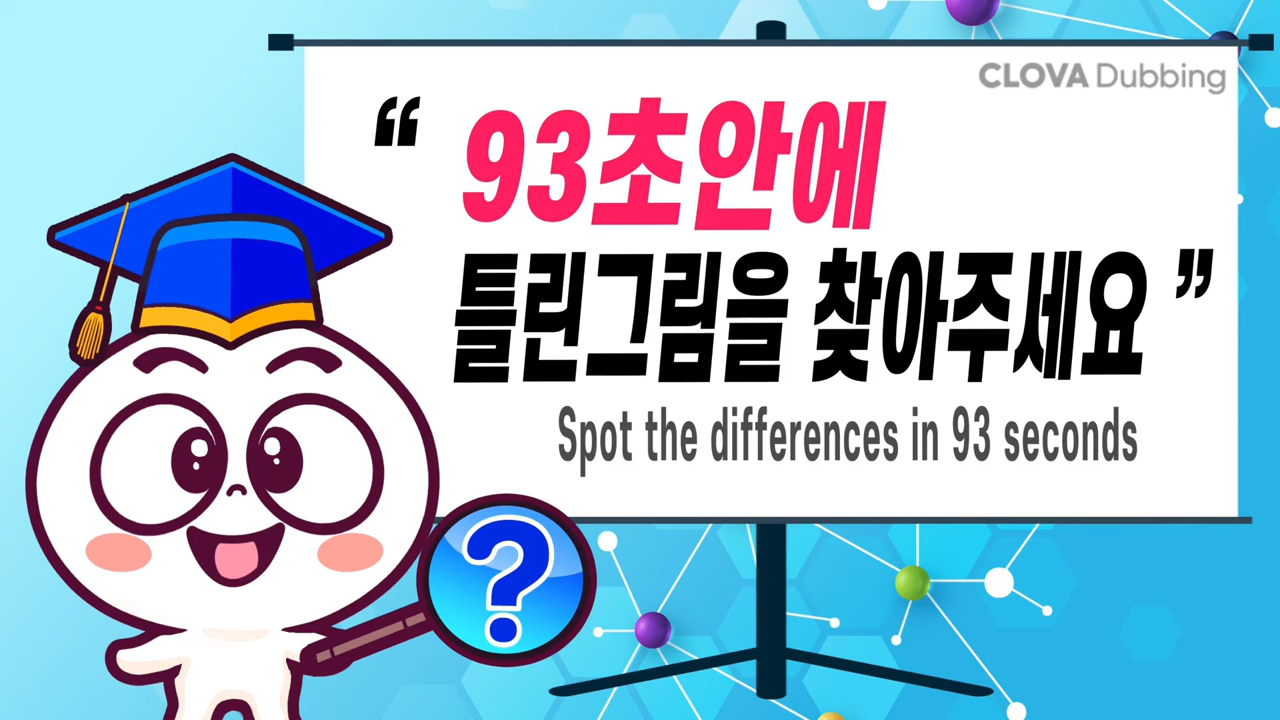 CLOVA Dubbing
“ 93초안에
틀린그림을 찾아주세요 ”
Spot the differences in 93 seconds
?